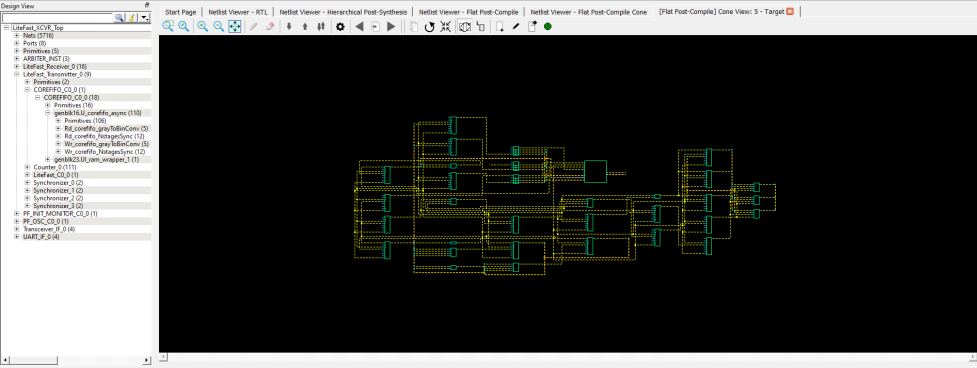 Design View
Start Page
Netlist Viewer - RTL
Netlist Viewer - Hierarchical Post-Synthesis
Netlist Viewer - Flat Post-Compile
Netlist Viewer - Flat Post-Compile Cone
[Flat Post-Compile] Cone View: 5 - Target
LiteFast_XCVR_Top
Nets (5716)
Ports (8)
Primitives (5)
ARBITER_INST (3)
LiteFast_Receiver_0 (16)
LiteFast_Transmitter_0 (9)
Primitives (2)
COREFIFO_C0_0 (1)
COREFIFO_C0_0 (18)
Primitives (16)
genblk16.U_corefifo_async (110)
Primitives (106)
Rd_corefifo_grayToBinConv (5)
Rd_corefifo_NstagesSync (12)
Wr_corefifo_grayToBinConv (5)
Wr_corefifo_NstagesSync (12)
genblk23.UI_ram_wrapper_1 (1)
Counter_0 (111)
LiteFast_C0_0 (1)
Synchronizer_0 (2)
Synchronizer_1 (2)
Synchronizer_2 (2)
Synchronizer_3 (2)
PF_INIT_MONITOR_C0_0 (1)
PF_OSC_C0_0 (1)
Transceiver_IF_0 (4)
UART_IF_0 (4)